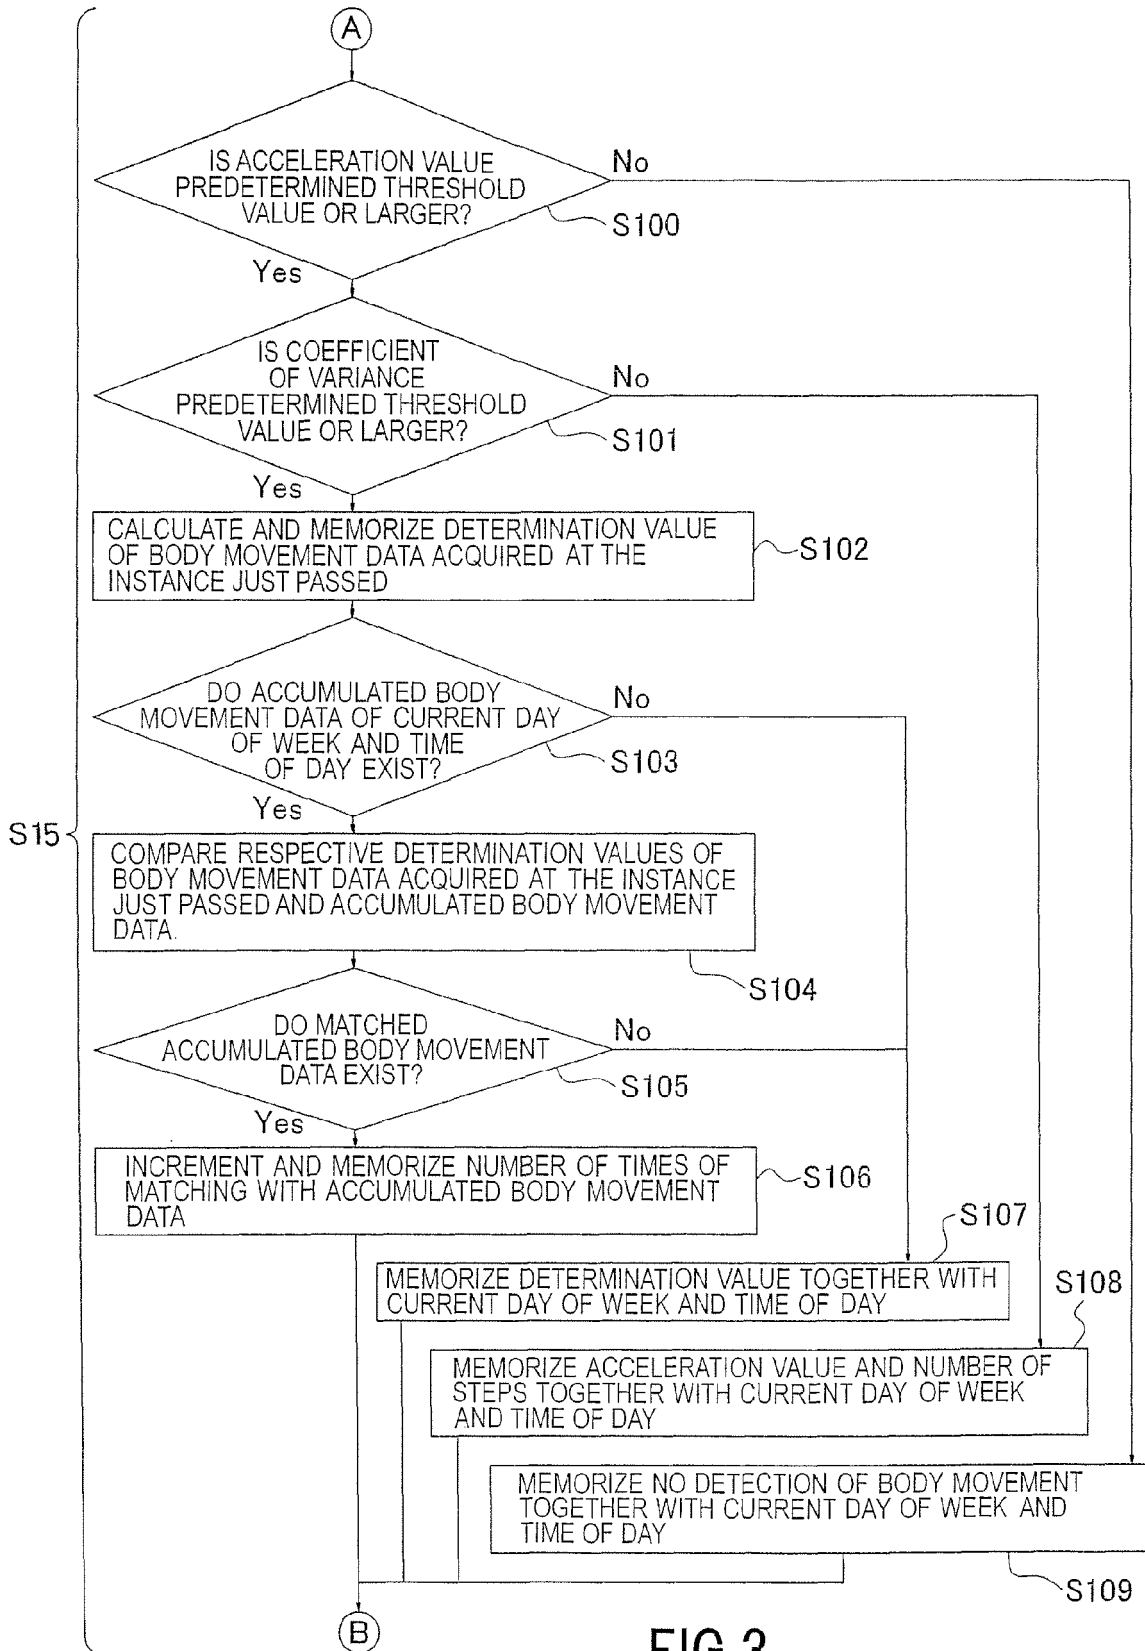 A
IS ACCELERATION VALUE
PREDETERMINED THRESHOLD
VALUE OR LARGER?
No
S100
Yes
IS COEFFICIENT
OF VARIANCE
PREDETERMINED THRESHOLD
VALUE OR LARGER?
No
S101
Yes
CALCULATE AND MEMORIZE DETERMINATION VALUE
OF BODY MOVEMENT DATA ACQUIRED AT THE
INSTANCE JUST PASSED
S102
DO ACCUMULATED BODY
MOVEMENT DATA OF CURRENT DAY
OF WEEK AND TIME
OF DAY EXIST?
No
S103
Yes
S15
COMPARE RESPECTIVE DETERMINATION VALUES OF
BODY MOVEMENT DATA ACQUIRED AT THE INSTANCE
JUST PASSED AND ACCUMULATED BODY MOVEMENT
DATA.
S104
DO MATCHED
ACCUMULATED BODY MOVEMENT
DATA EXIST?
No
S105
Yes
INCREMENT AND MEMORIZE NUMBER OF TIMES OF
MATCHING WITH ACCUMULATED BODY MOVEMENT
DATA
S106
S107
MEMORIZE DETERMINATION VALUE TOGETHER WITH
CURRENT DAY OF WEEK AND TIME OF DAY
S108
MEMORIZE ACCELERATION VALUE AND NUMBER OF
STEPS TOGETHER WITH CURRENT DAY OF WEEK
AND TIME OF DAY
MEMORIZE NO DETECTION OF BODY MOVEMENT
TOGETHER WITH CURRENT DAY OF WEEK AND
TIME OF DAY
S109
B
FIG.3